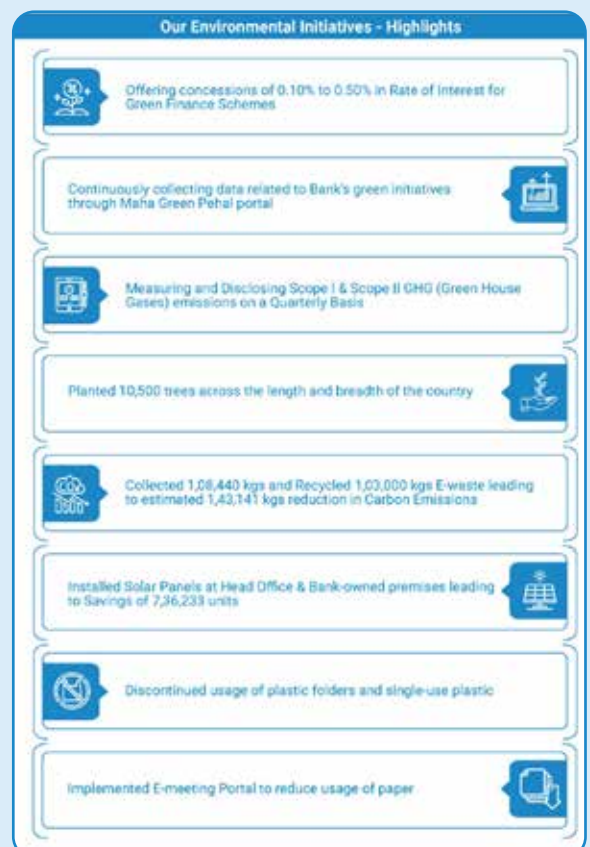 Our Environmental Initiatives - Highlights
Offering concessions of 0.10% to 0.50% in Rate of Interest for
Green Finance Schemes
Continuously collecting data related to Bank's green initiatives
through Maha Green Pehal portal
Measuring and Disclosing Scope I & Scope II GHG (Green House
Gases) emissions on a Quarterly Basis
Planted 10,500 trees across the length and breadth of the country
Collected 1,08,440 kgs and Recycled 1,03,000 kgs E-waste leading
to estimated 1,43,141 kgs reduction in Carbon Emissions
Installed Solar Panels at Head Office & Bank-owned premises leading
to Savings of 7,36,233 units
Discontinued usage of plastic folders and single-use plastic
Implemented E-meeting Portal to reduce usage of paper